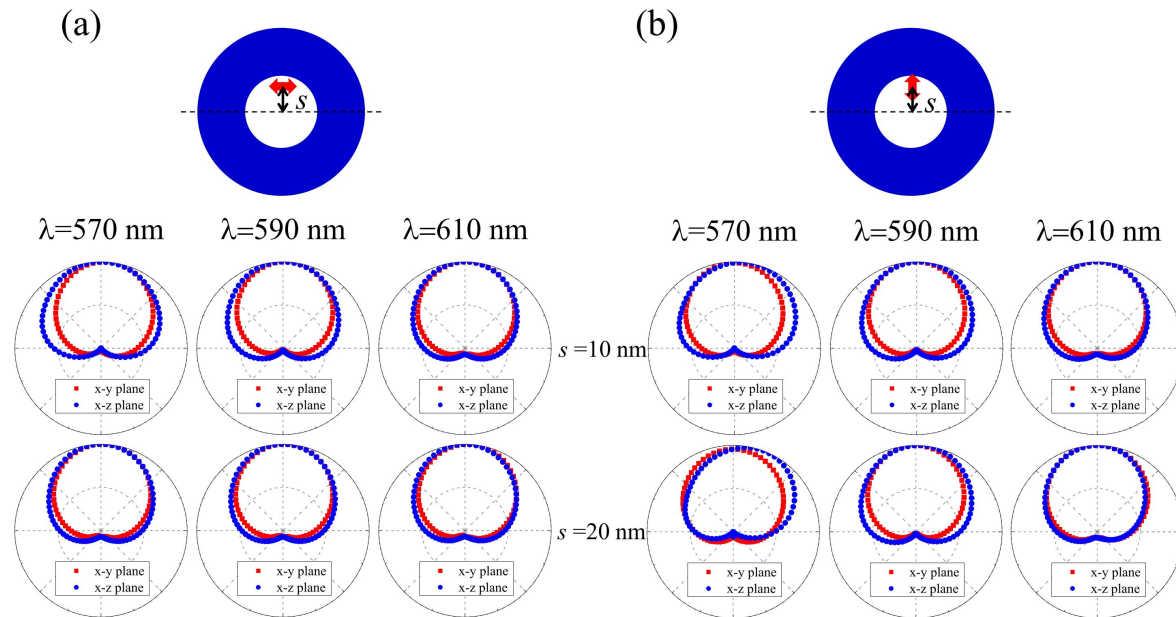 (a)
(b)
s
s
λ=570 nm λ=590 nm λ=610 nm
λ=570 nm λ=590 nm λ=610 nm
x-y plane
x-z plane
x-y plane
x-z plane
x-y plane
x-z plane
s =10 nm
x-y plane
x-z plane
x-y plane
x-z plane
x-y plane
x-z plane
x-y plane
x-z plane
x-y plane
x-z plane
x-y plane
x-z plane
s =20 nm
x-y plane
x-z plane
x-y plane
x-z plane
x-y plane
x-z plane